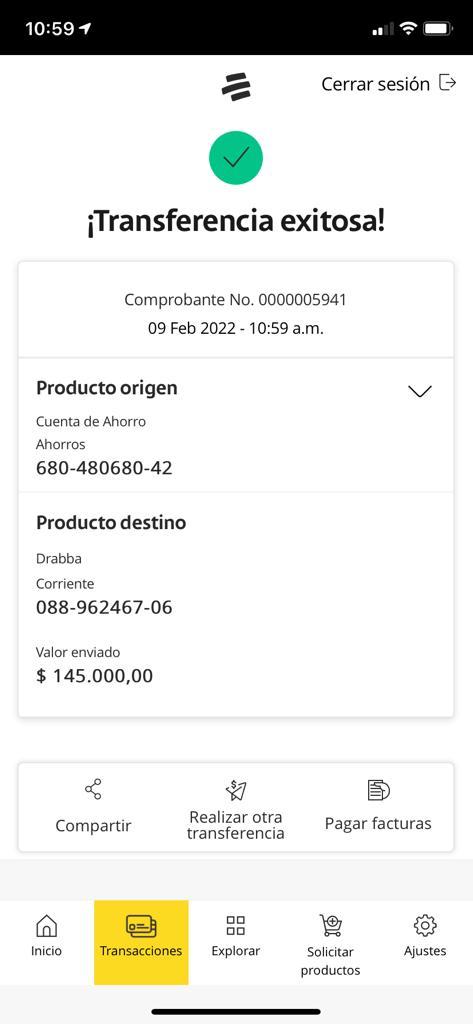 10:59
Cerrar sesión
¡Transferencia exitosa!
Comprobante No. 0000005941
09 Feb 2022 - 10:59 a.m.
Producto origen
Cuenta de Ahorro
Ahorros
680-480680-42
Producto destino
Drabba
Corriente
088-962467-06
Valor enviado
$ 145.000,00
Compartir
Realizar otra
transferencia
Pagar facturas
Inicio
Transacciones
Explorar
Solicitar
productos
Ajustes